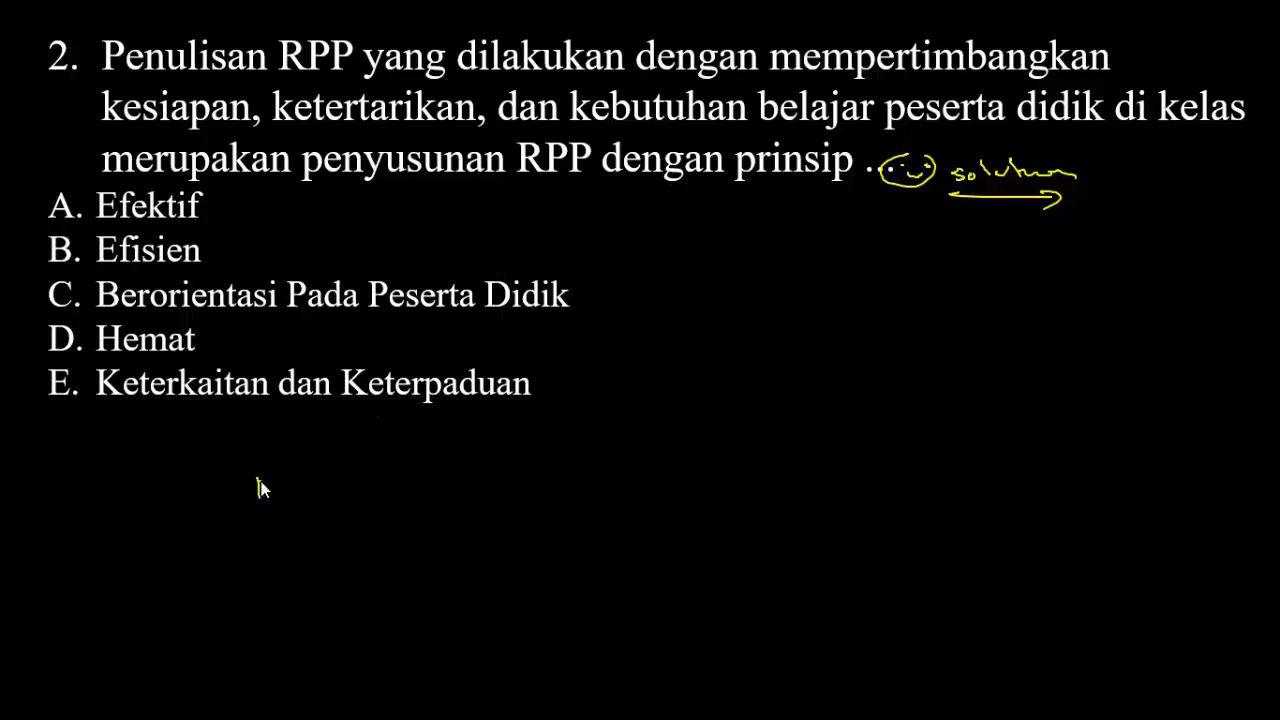 2. Penulisan RPP yang dilakukan dengan mempertimbangkan
kesiapan, ketertarikan, dan kebutuhan belajar peserta didik di kelas
merupakan penyusunan RPP dengan prinsip ...
A. Efektif
B. Efisien
C. Berorientasi Pada Peserta Didik
D. Hemat
E. Keterkaitan dan Keterpaduan